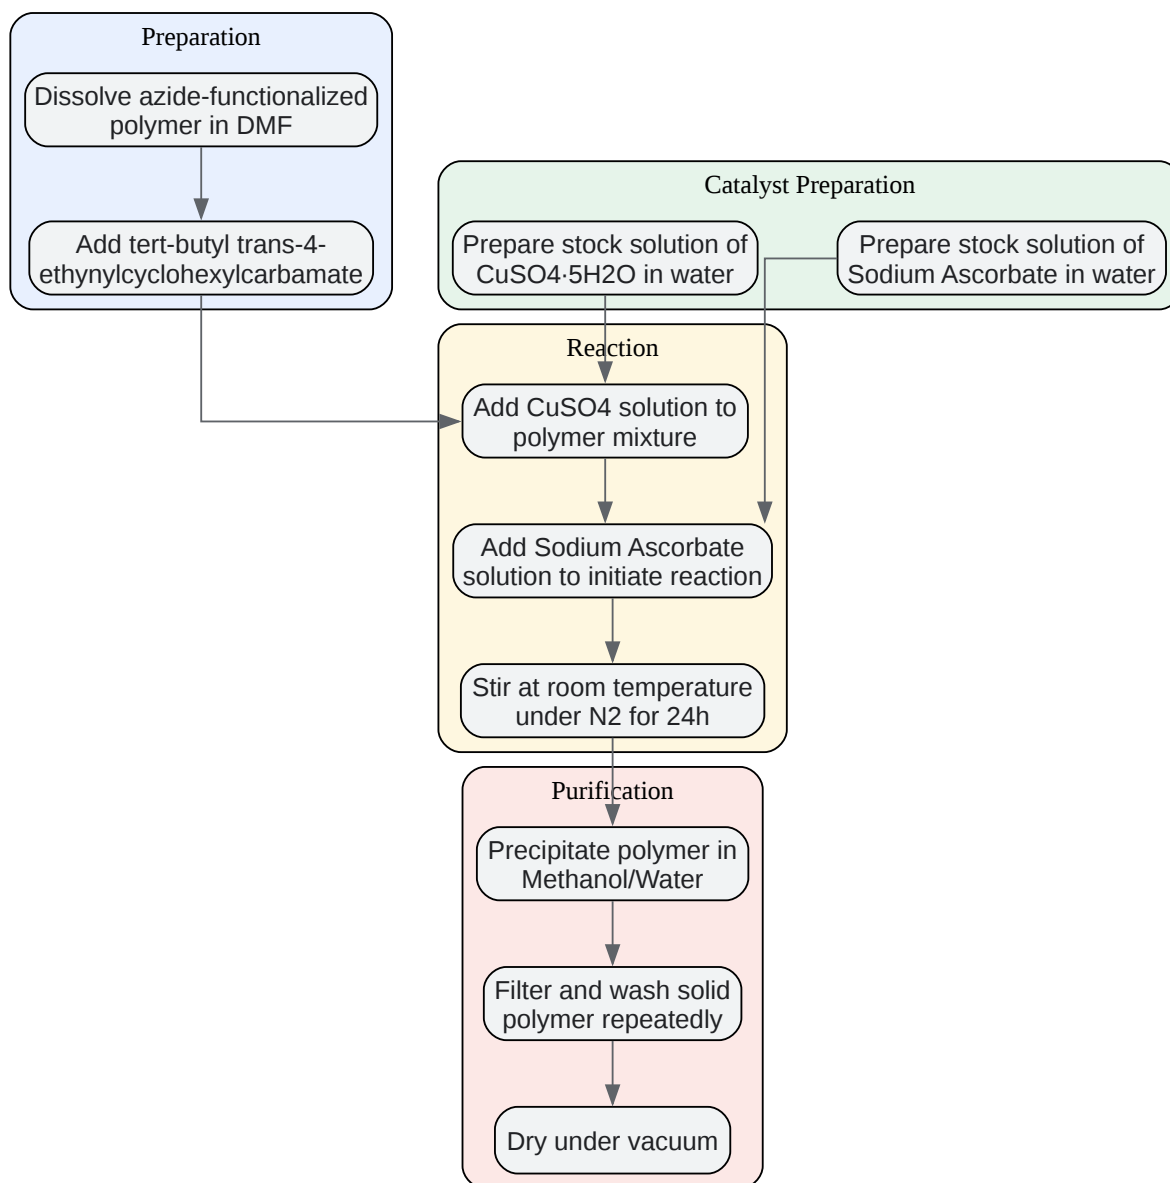 Preparation
Dissolve azide-functionalized
polymer in DMF
Add tert-butyl trans-4-
ethynylcyclohexylcarbamate
Catalyst Preparation
Prepare stock solution of
CuSO4·5H2O in water
Prepare stock solution of
Sodium Ascorbate in water
Reaction
Add CuSO4 solution to
polymer mixture
Add Sodium Ascorbate
solution to initiate reaction
Stir at room temperature
under N2 for 24h
Purification
Precipitate polymer in
Methanol/Water
Filter and wash solid
polymer repeatedly
Dry under vacuum